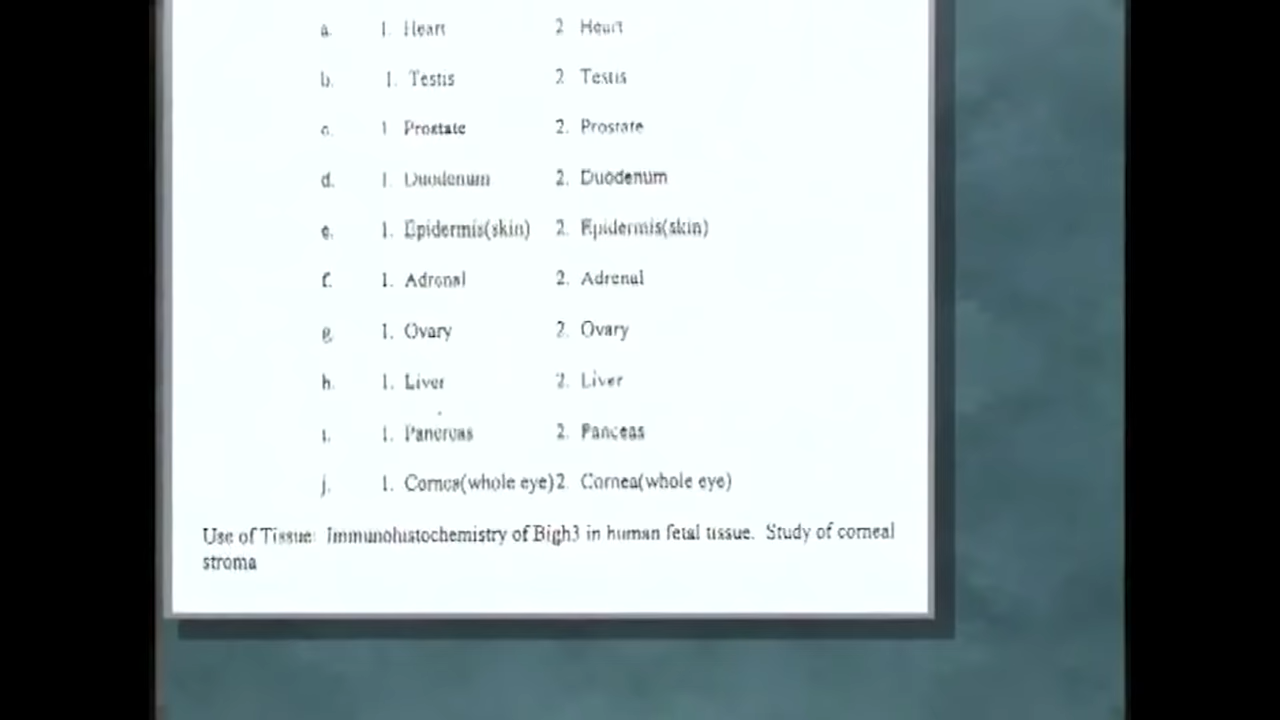 a. 1. Heart 2. Heart
b. 1. Testis 2. Testis
c. 1. Prostate 2. Prostate
d. 1. Duodenum 2. Duodenum
e. 1. Epidermis(skin) 2. Epidermis(skin)
f. 1. Adrenal 2. Adrenal
g. 1. Ovary 2. Ovary
h. 1. Liver 2. Liver
i. 1. Pancreas 2. Panceas
j. 1. Cornea(whole eye) 2. Cornea(whole eye)
Use of Tissue: Immunohistochemistry of Bigh3 in human fetal tissue. Study of corneal
stroma